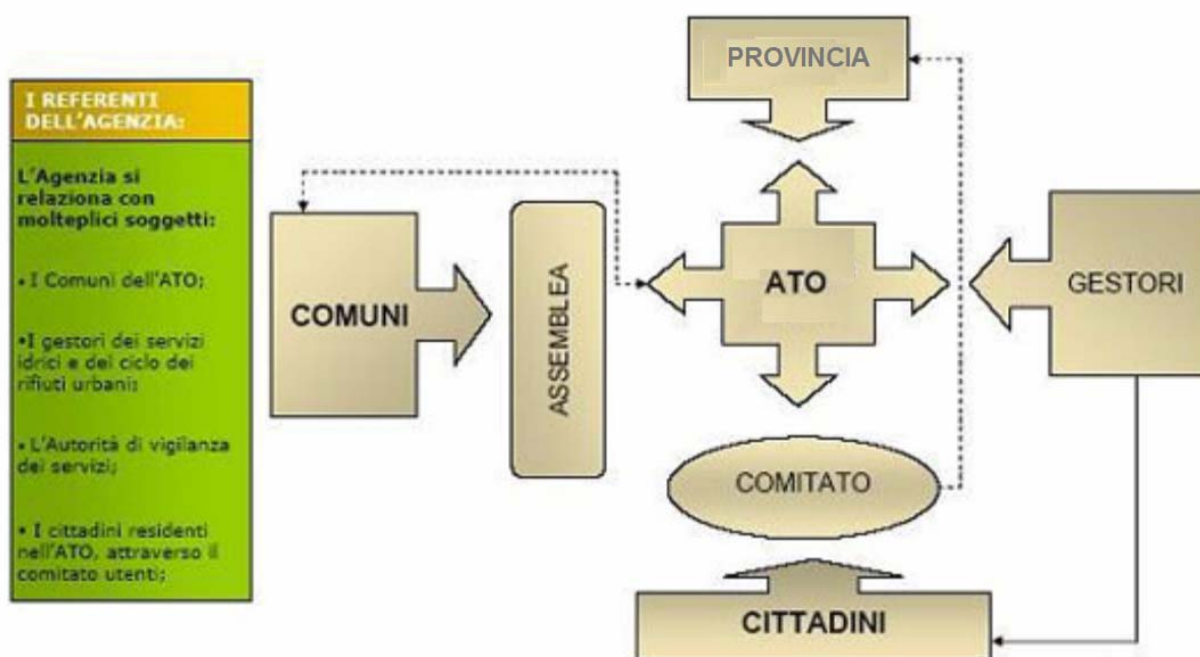 I REFERENTI
DELL'AGENZIA:
L'Agenzia si
relaziona con
molteplici soggetti:
• I Comuni dell'ATO;
•I gestori dei servizi
idrici e del ciclo dei
rifiuti urbani;
• L'Autorità di vigilanza
dei servizi;
• I cittadini residenti
nell'ATO, attraverso il
comitato utenti;
PROVINCIA
COMUNI
ASSEMBLEA
ATO
GESTORI
COMITATO
CITTADINI